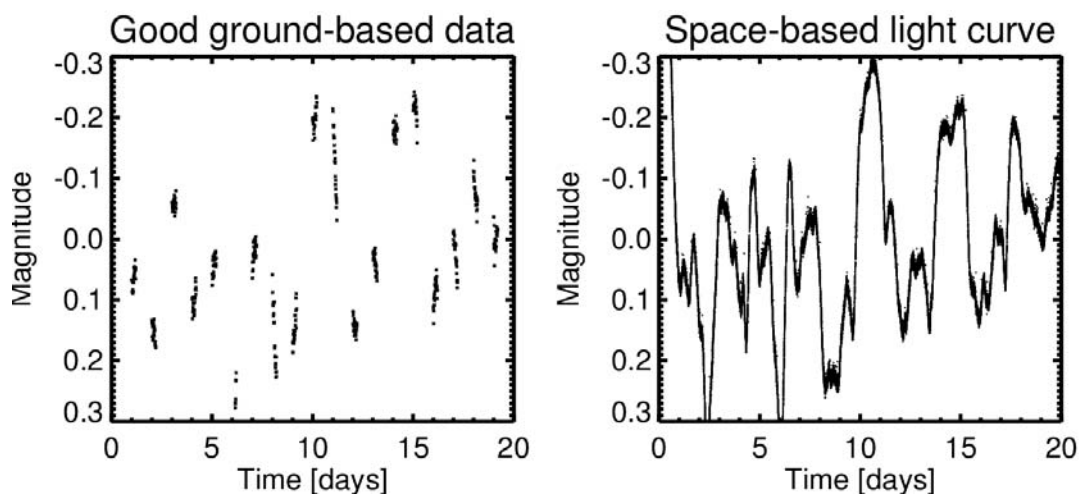 Good ground-based data
-0.3
-0.2
-0.1
0.0
0.1
0.2
0.3
Magnitude
0 5 10 15 20
Time [days]
Space-based light curve
-0.3
-0.2
-0.1
0.0
0.1
0.2
0.3
Magnitude
0 5 10 15 20
Time [days]